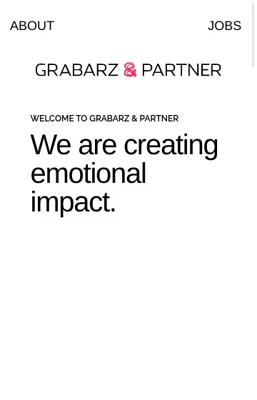 ABOUT JOBS
GRABARZ & PARTNER
WELCOME TO GRABARZ & PARTNER
We are creating
emotional
impact.